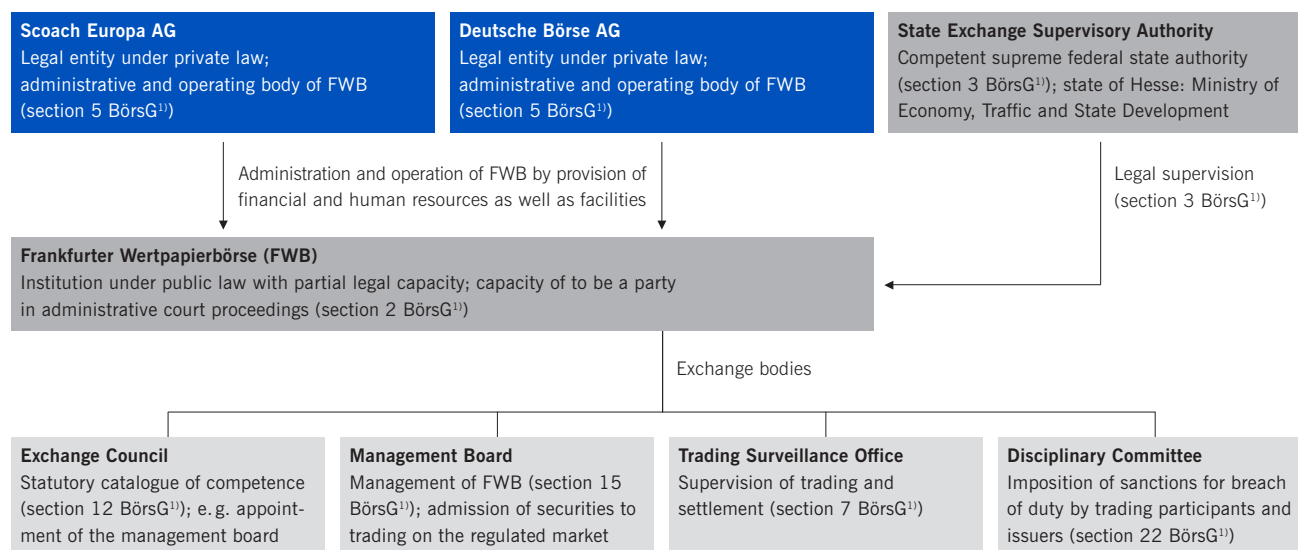 Scoach Europa AG
Legal entity under private law;
administrative and operating body of FWB
(section 5 BörsG¹⁾)
Deutsche Börse AG
Legal entity under private law;
administrative and operating body of FWB
(section 5 BörsG¹⁾)
State Exchange Supervisory Authority
Competent supreme federal state authority
(section 3 BörsG¹⁾); state of Hesse: Ministry of
Economy, Traffic and State Development
Administration and operation of FWB by provision of
financial and human resources as well as facilities
Legal supervision
(section 3 BörsG¹⁾)
Frankfurter Wertpapierbörse (FWB)
Institution under public law with partial legal capacity; capacity of to be a party
in administrative court proceedings (section 2 BörsG¹⁾)
Exchange bodies
Exchange Council
Statutory catalogue of competence
(section 12 BörsG¹⁾); e. g. appoint-
ment of the management board
Management Board
Management of FWB (section 15
BörsG¹⁾); admission of securities to
trading on the regulated market
Trading Surveillance Office
Supervision of trading and
settlement (section 7 BörsG¹⁾)
Disciplinary Committee
Imposition of sanctions for breach
of duty by trading participants and
issuers (section 22 BörsG¹⁾)